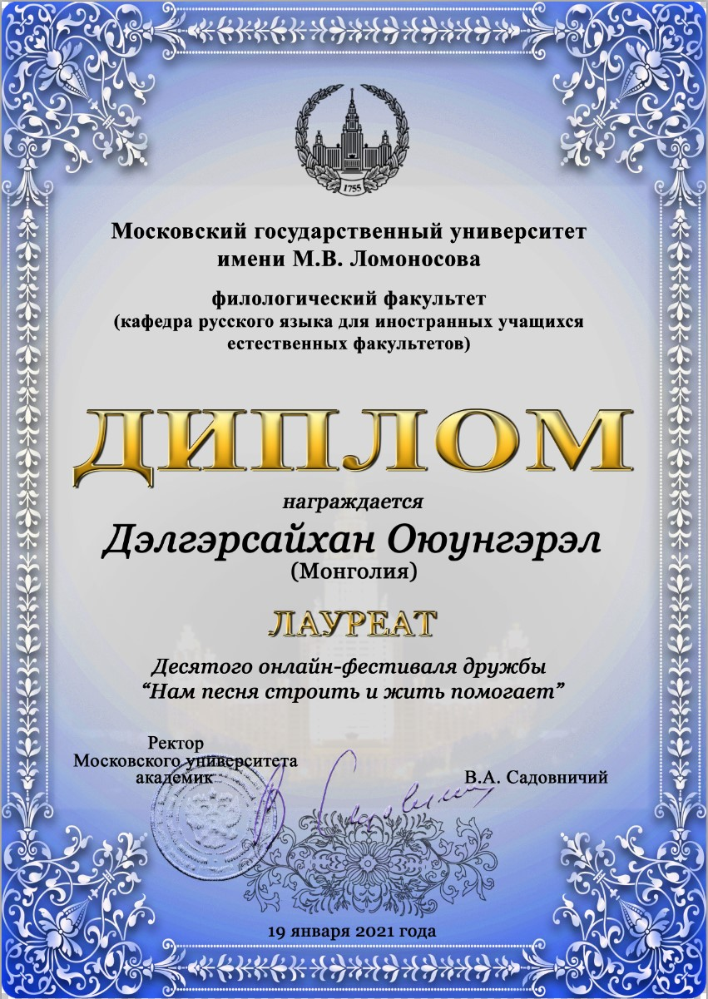 1755
Московский государственный университет
имени М.В. Ломоносова
филологический факультет
(кафедра русского языка для иностранных учащихся
естественных факультетов)
ДИПЛОМ
награждается
Дэлгэрсайхан Оюунгэрэл
(Монголия)
ЛАУРЕАТ
Десятого онлайн-фестиваля дружбы
“Нам песня строить и жить помогает”
Ректор
Московского университета
академик
В.А. Садовничий
19 января 2021 года